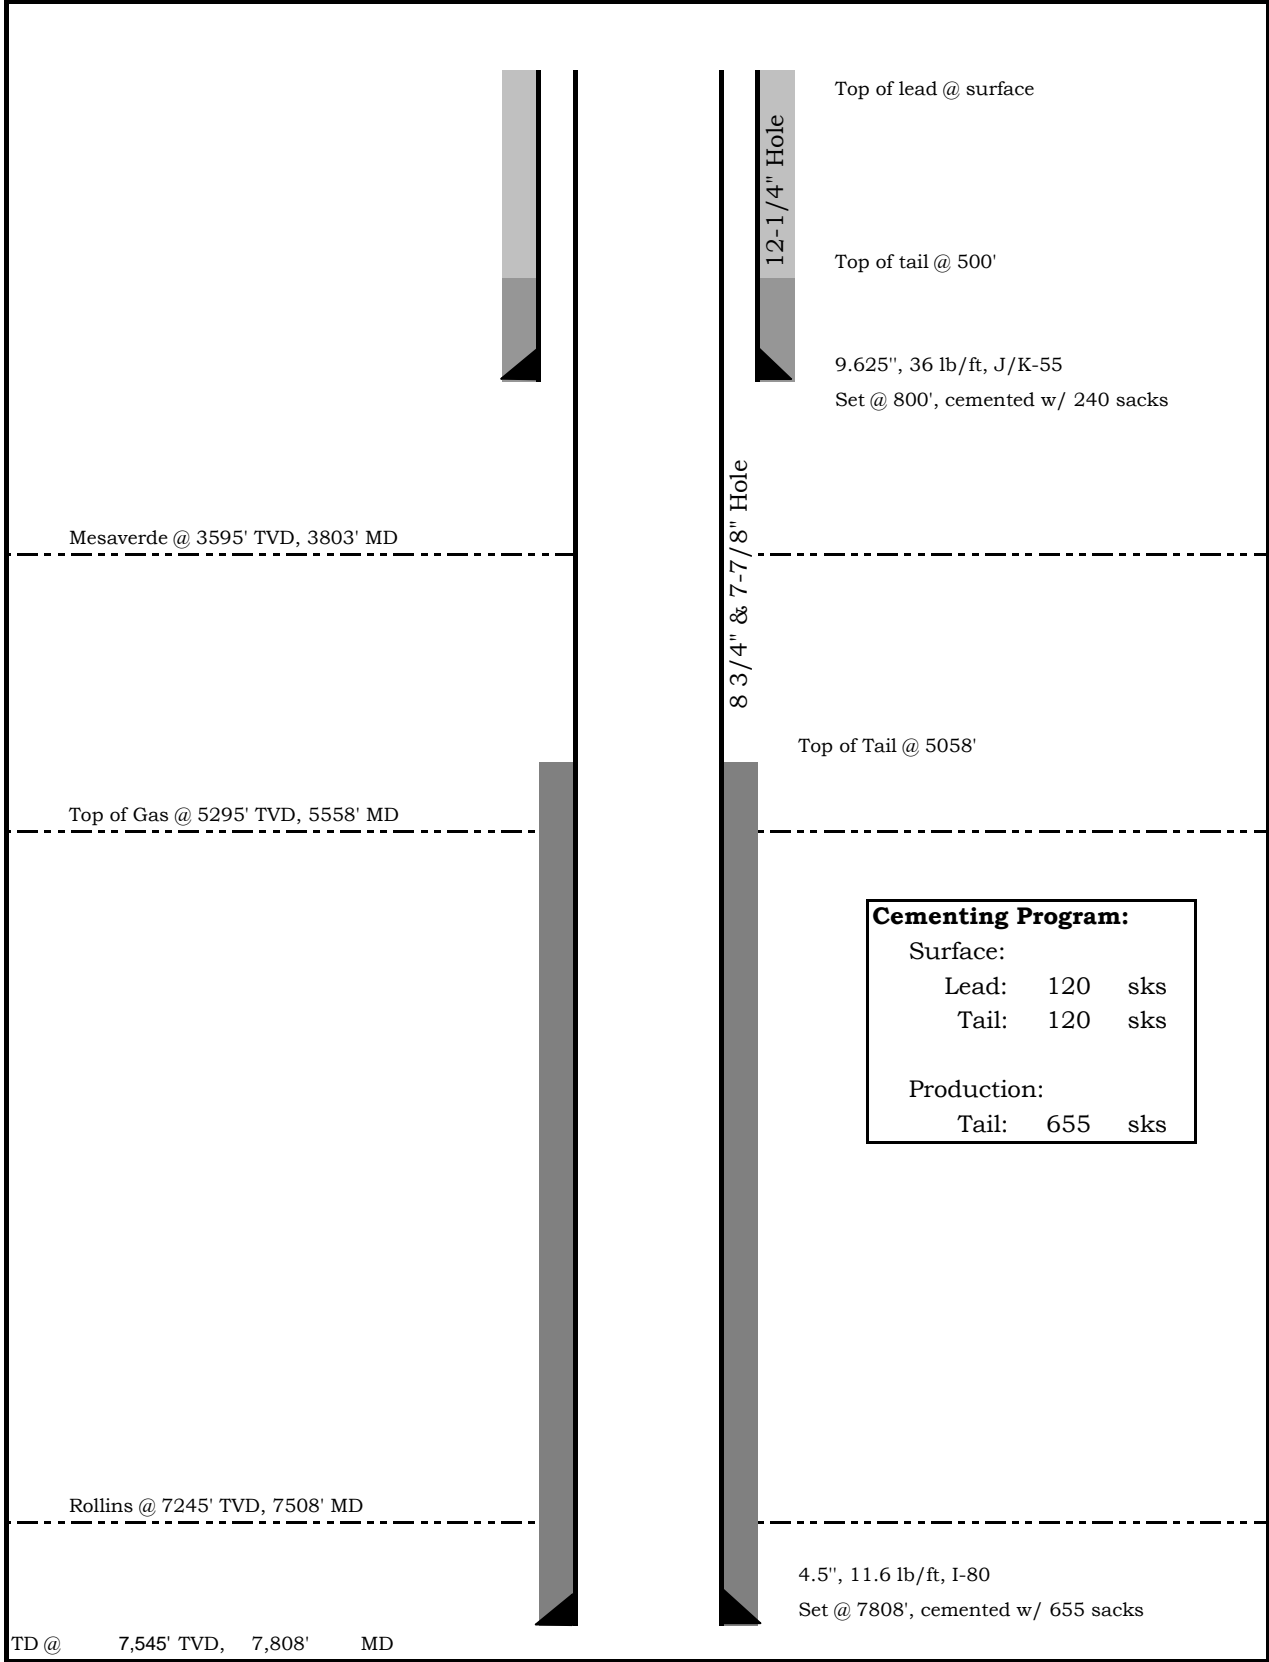 Top of lead @ surface
12-1/4" Hole
Top of tail @ 500'
9.625", 36 lb/ft, J/K-55
Set @ 800', cemented w/ 240 sacks
8 3/4" & 7-7/8" Hole
Mesaverde @ 3595' TVD, 3803' MD
Top of Tail @ 5058'
Top of Gas @ 5295' TVD, 5558' MD
Cementing Program:
Surface:
Lead: 120 sks
Tail: 120 sks
Production:
Tail: 655 sks
Rollins @ 7245' TVD, 7508' MD
4.5", 11.6 lb/ft, I-80
Set @ 7808', cemented w/ 655 sacks
TD @ 7,545' TVD, 7,808' MD